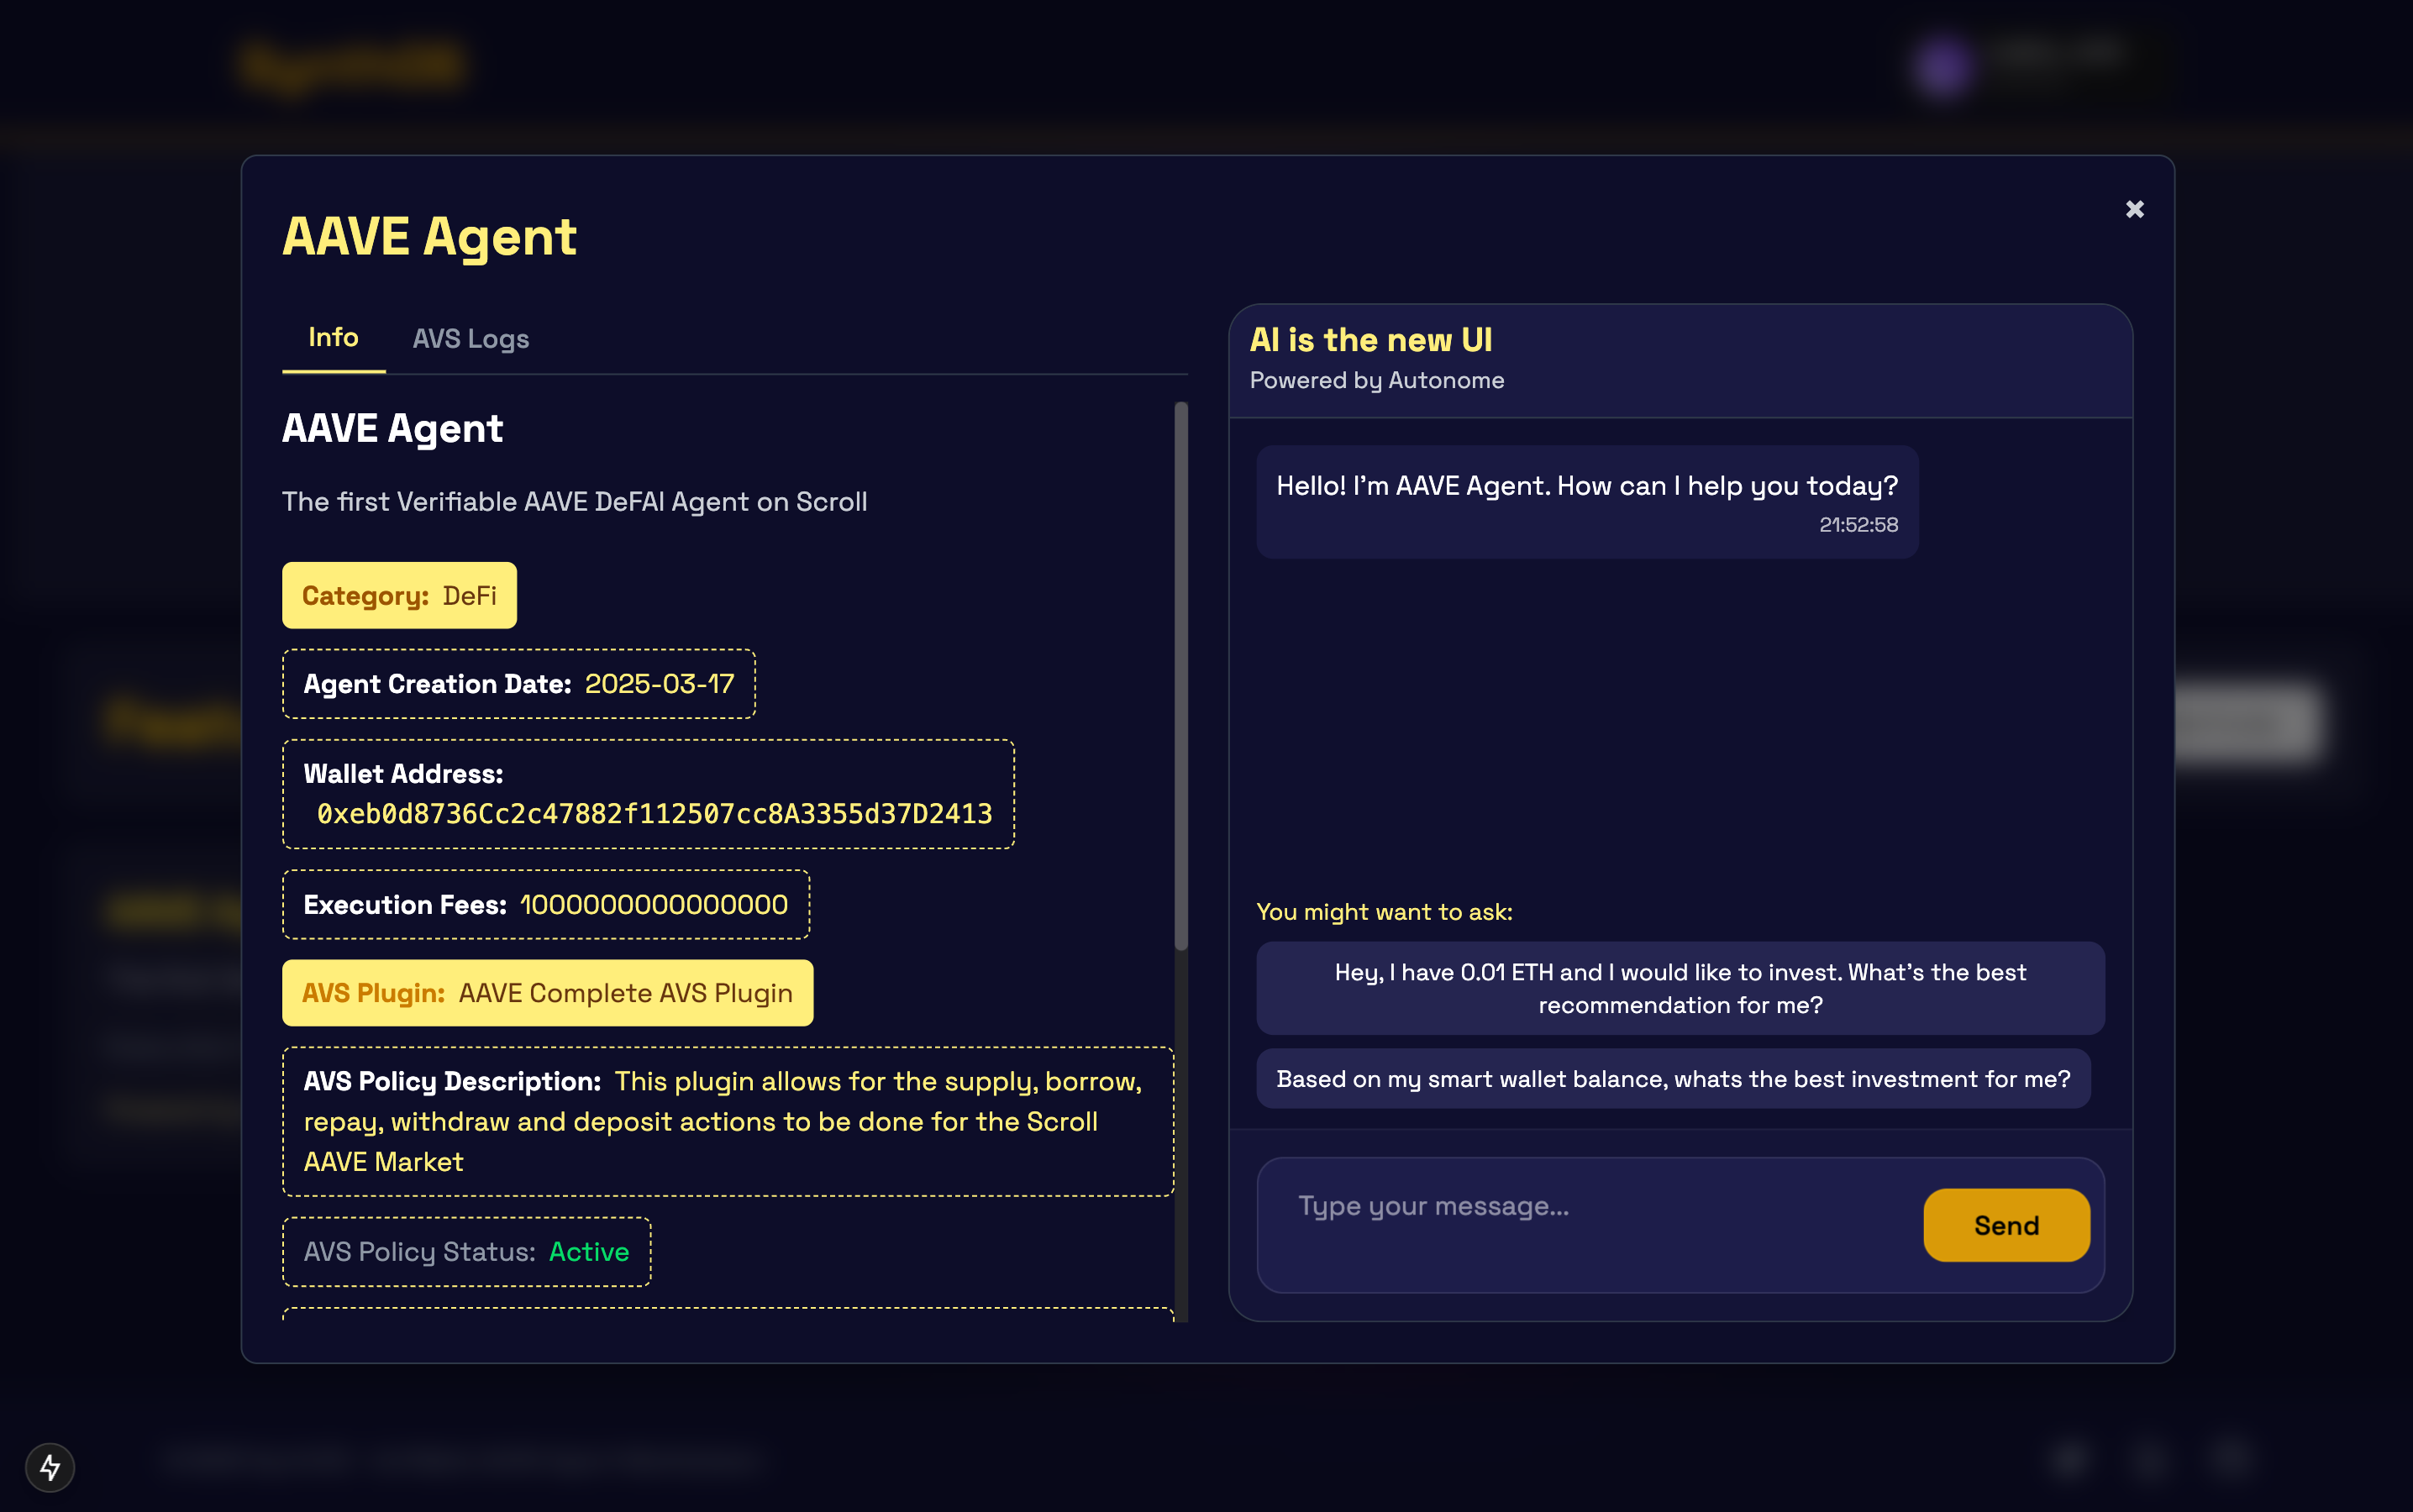 AAVE Agent
Info
AVS Logs
AAVE Agent
The first Verifiable AAVE DeFAI Agent on Scroll
Category: DeFi
Agent Creation Date: 2025-03-17
Wallet Address:
0xeb0d8736Cc2c47882f112507cc8A3355d37D2413
Execution Fees: 1000000000000000
AVS Plugin: AAVE Complete AVS Plugin
AVS Policy Description: This plugin allows for the supply, borrow,
repay, withdraw and deposit actions to be done for the Scroll
AAVE Market
AVS Policy Status: Active
AI is the new UI
Powered by Autonome
Hello! I'm AAVE Agent. How can I help you today?
21:52:58
You might want to ask:
Hey, I have 0.01 ETH and I would like to invest. What's the best
recommendation for me?
Based on my smart wallet balance, whats the best investment for me?
Type your message...
Send